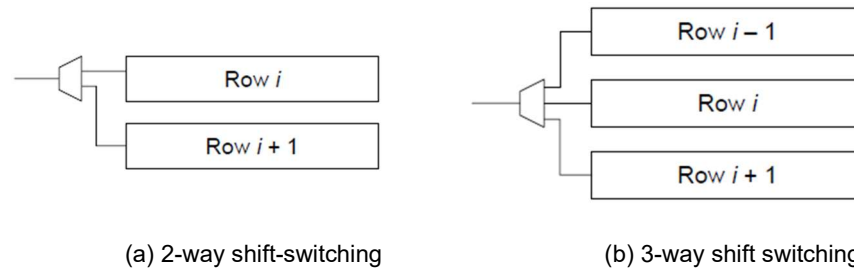 Row i
Row i + 1
Row i – 1
Row i
Row i + 1
(a) 2-way shift-switching
(b) 3-way shift switching